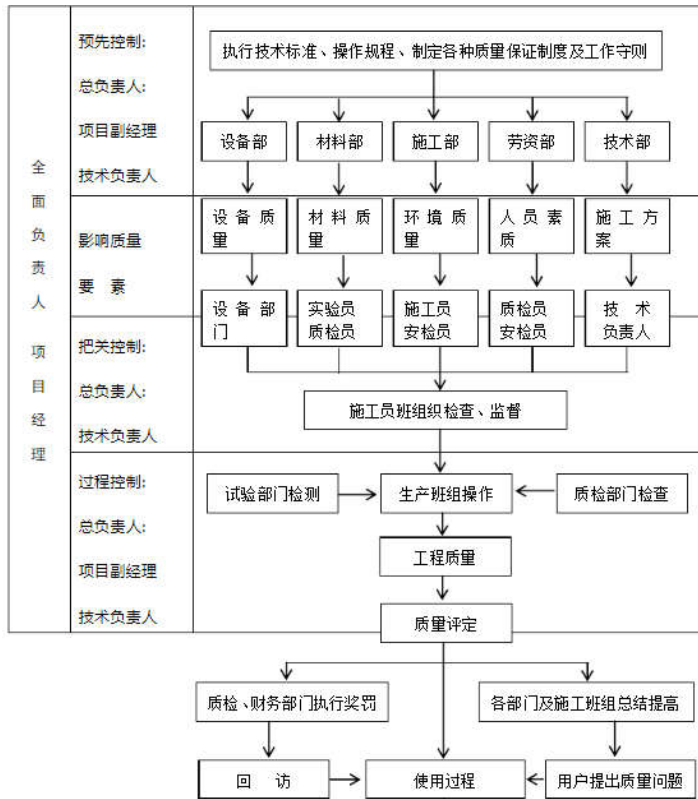 全
面
负
责
人
项
目
经
理
预先控制:
总负责人:
项目副经理
技术负责人
执行技术标准、操作规程、制定各种质量保证制度及工作守则
设备部
材料部
施工部
劳资部
技术部
影响质量
要 素
设备质
量
材料质
量
环境质
量
人员素
质
施工方
案
设备部
门
实验员
质检员
施工员
安检员
质检员
安检员
技 术
负责人
把关控制:
总负责人:
技术负责人
施工员班组织检查、监督
过程控制:
总负责人:
项目副经理
技术负责人
试验部门检测
生产班组操作
质检部门检查
工程质量
质量评定
质检、财务部门执行奖罚
各部门及施工班组总结提高
回 访
使用过程
用户提出质量问题